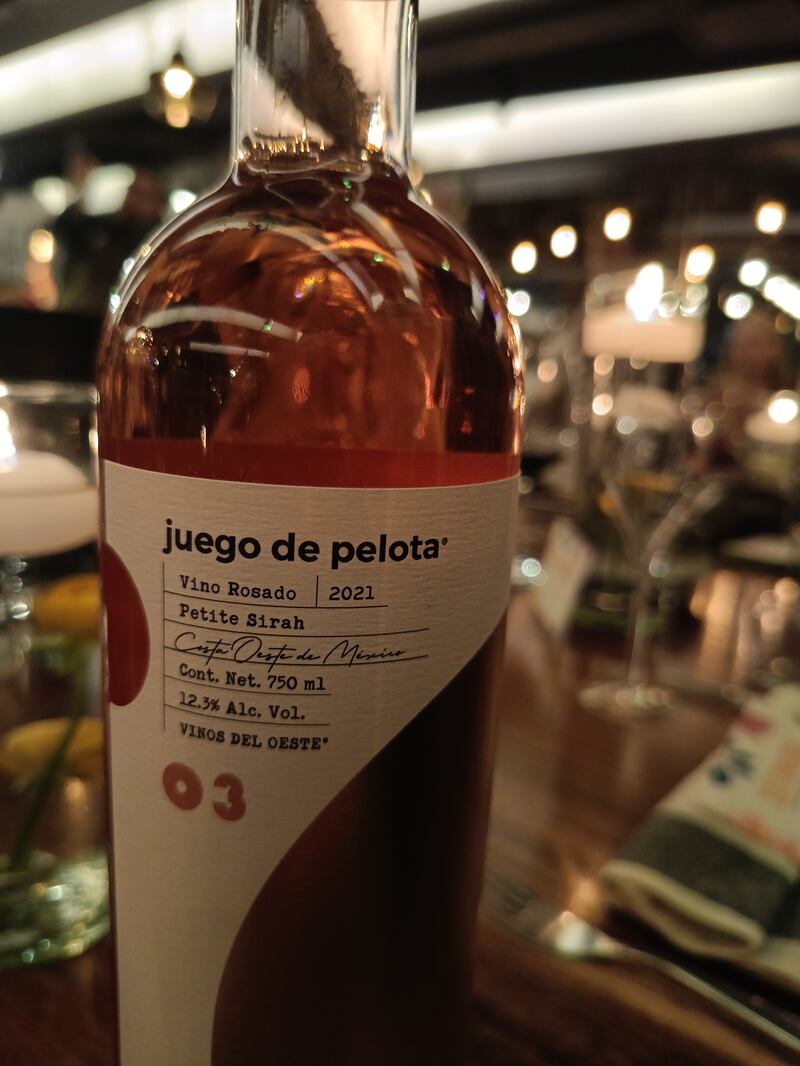 juego de pelota®
Vino Rosado | 2021
Petite Sirah
Costa Oeste de México
Cont. Net. 750 ml
12.3% Alc. Vol.
VINOS DEL OESTE®
03